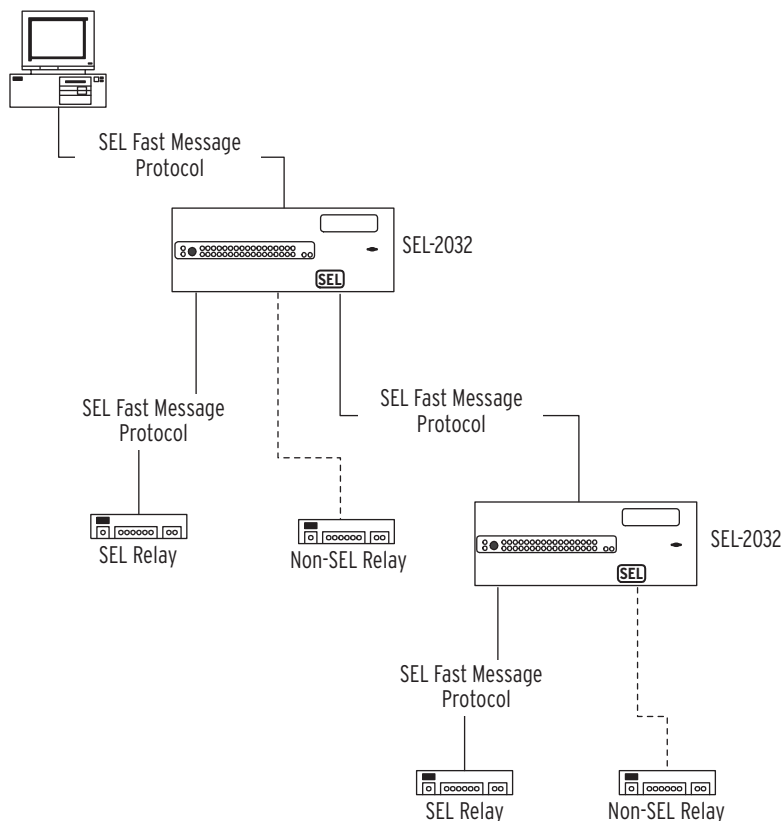 SEL Fast Message
Protocol
SEL-2032
SEL
SEL Fast Message
Protocol
SEL Fast Message
Protocol
SEL Relay
Non-SEL Relay
SEL-2032
SEL
SEL Fast Message
Protocol
SEL Relay
Non-SEL Relay